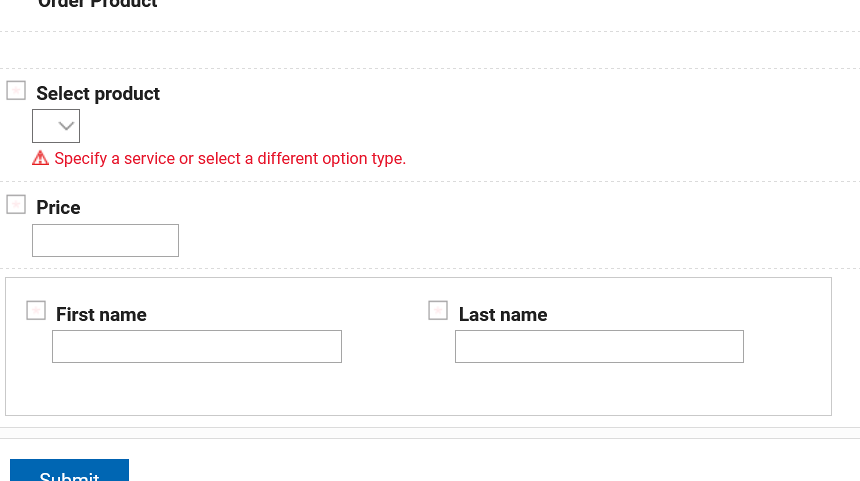 Order Product
Select product
Specify a service or select a different option type.
Price
First name
Last name
Submit